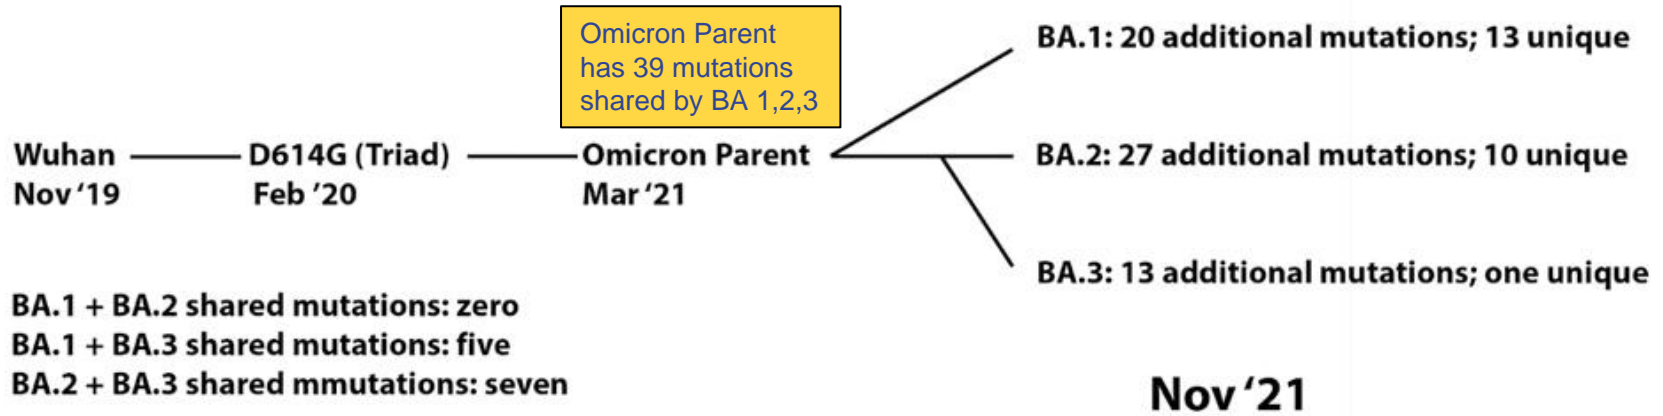 Omicron Parent
has 39 mutations
shared by BA 1,2,3
BA.1: 20 additional mutations; 13 unique
Wuhan
Nov ‘19
D614G (Triad)
Feb ’20
Omicron Parent
Mar ‘21
BA.2: 27 additional mutations; 10 unique
BA.3: 13 additional mutations; one unique
BA.1 + BA.2 shared mutations: zero
BA.1 + BA.3 shared mutations: five
BA.2 + BA.3 shared mmutations: seven
Nov ‘21